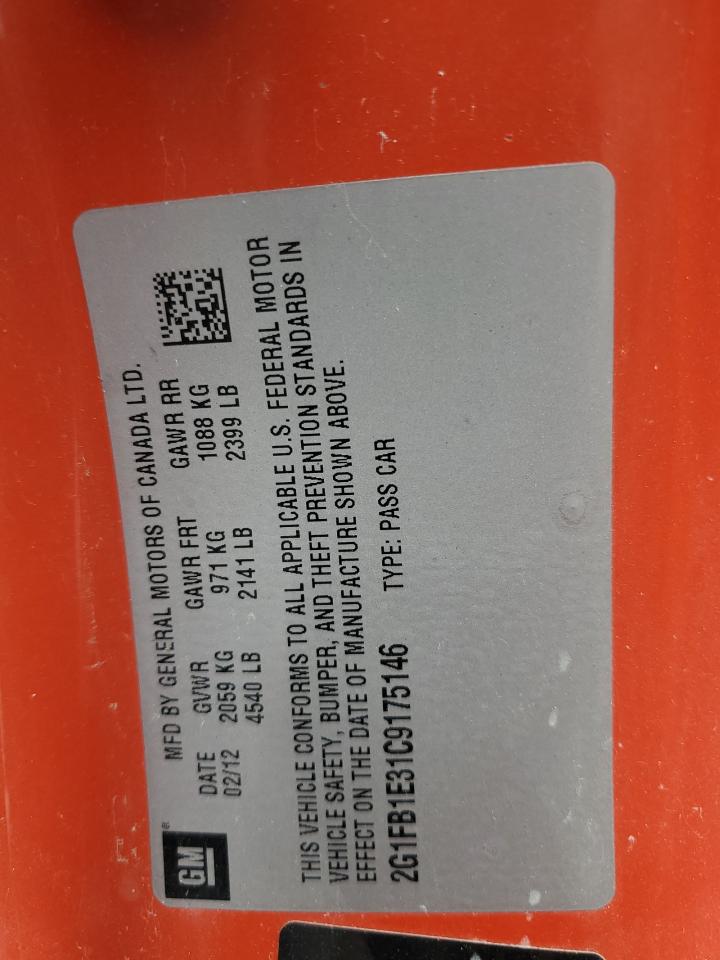 GM®
MFD BY GENERAL MOTORS OF CANADA LTD.
DATE GVWR GAWR FRT GAWR RR
02/12 2059 KG 971 KG 1088 KG
4540 LB 2141 LB 2399 LB
THIS VEHICLE CONFORMS TO ALL APPLICABLE U.S. FEDERAL MOTOR
VEHICLE SAFETY, BUMPER, AND THEFT PREVENTION STANDARDS IN
EFFECT ON THE DATE OF MANUFACTURE SHOWN ABOVE.
2G1FB1E31C9175146 TYPE: PASS CAR